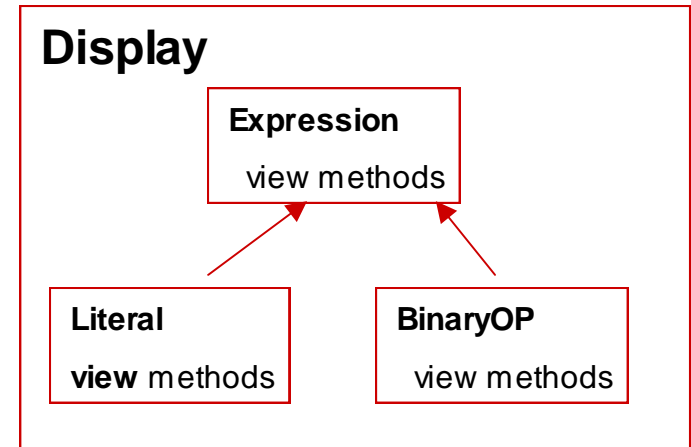 Display
Expression
view methods
Literal
view methods
BinaryOP
view methods